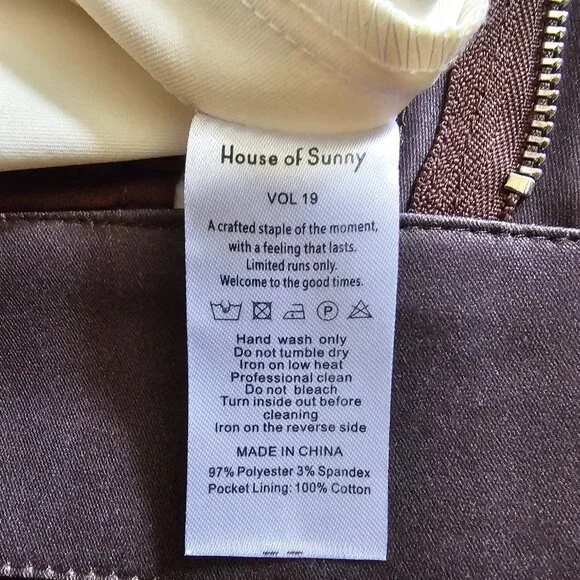 House of Sunny
VOL 19
A crafted staple of the moment,
with a feeling that lasts.
Limited runs only.
Welcome to the good times.
P
Hand wash only
Do not tumble dry
Iron on low heat
Professional clean
Do not bleach
Turn inside out before
cleaning
Iron on the reverse side
MADE IN CHINA
97% Polyester 3% Spandex
Pocket Lining: 100% Cotton